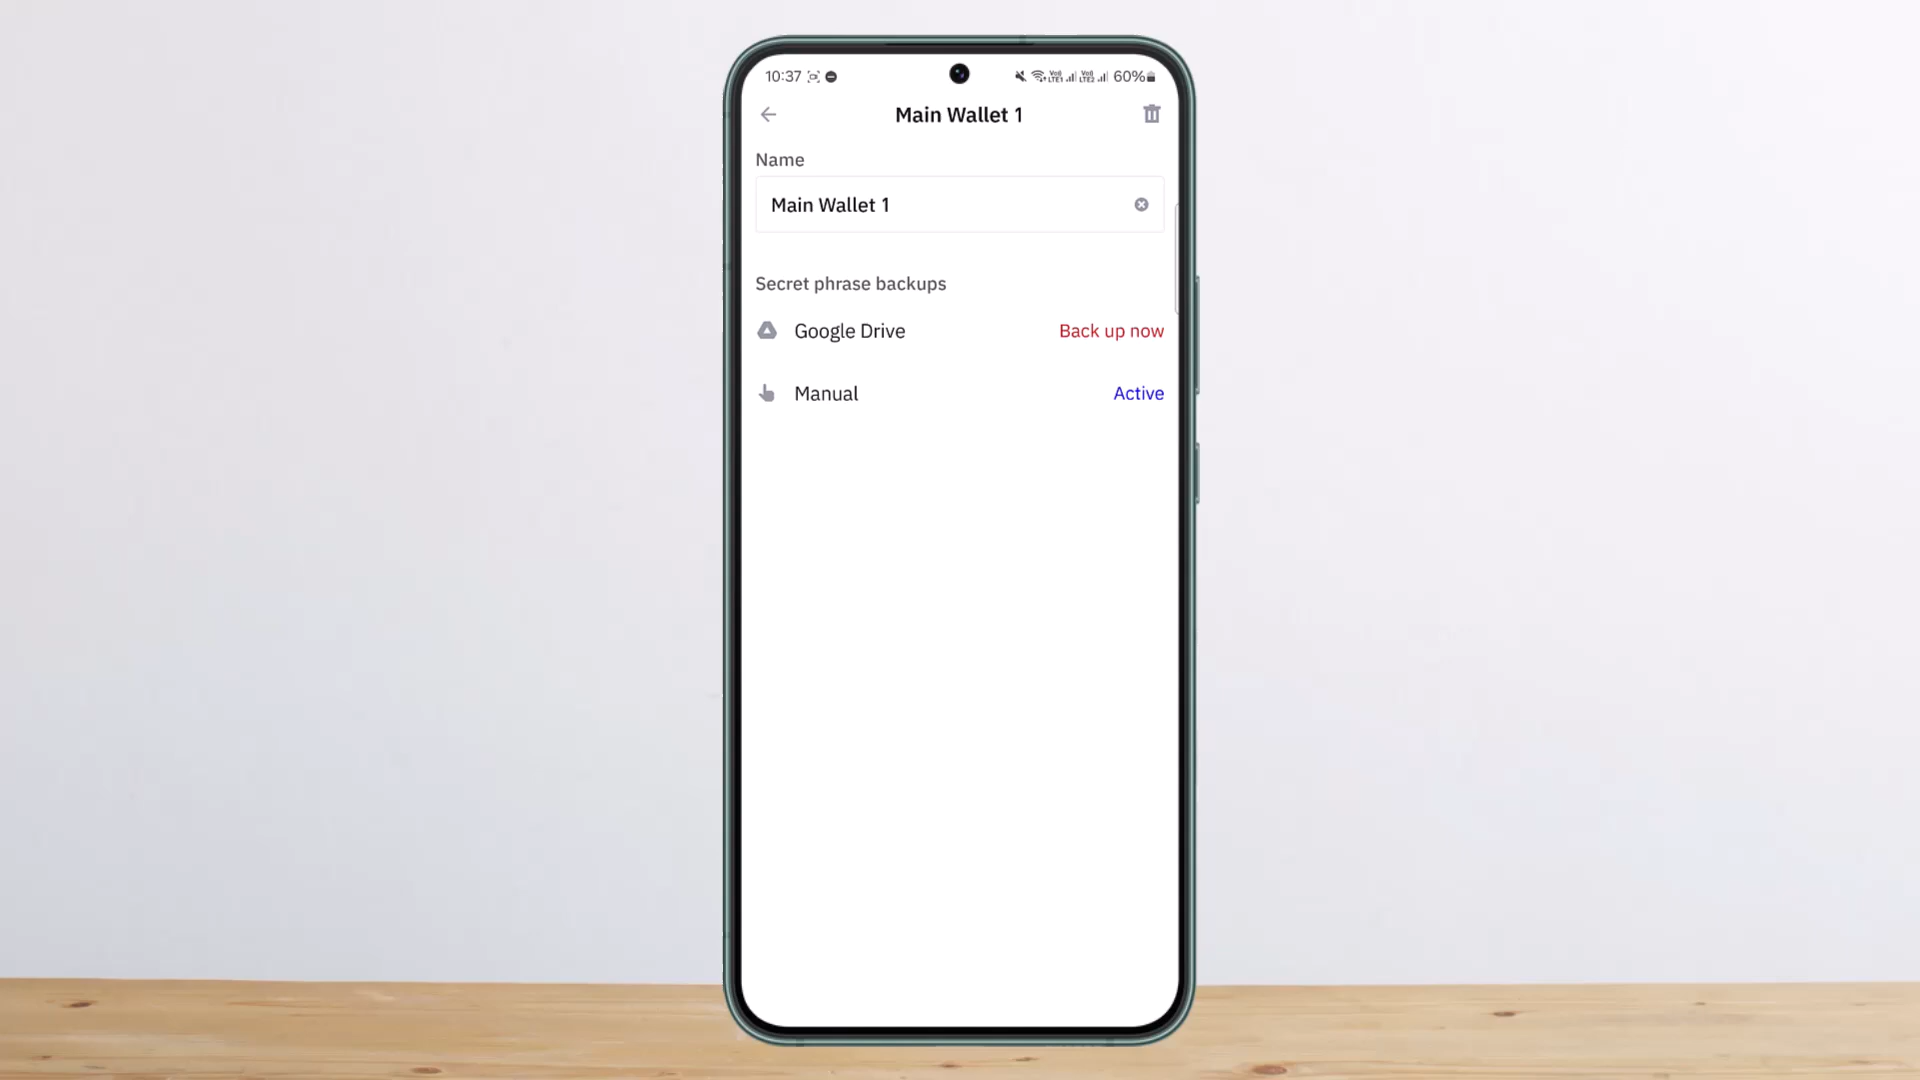 10:37 60%
Main Wallet 1
Name
Main Wallet 1
Secret phrase backups
Google Drive Back up now
Manual Active